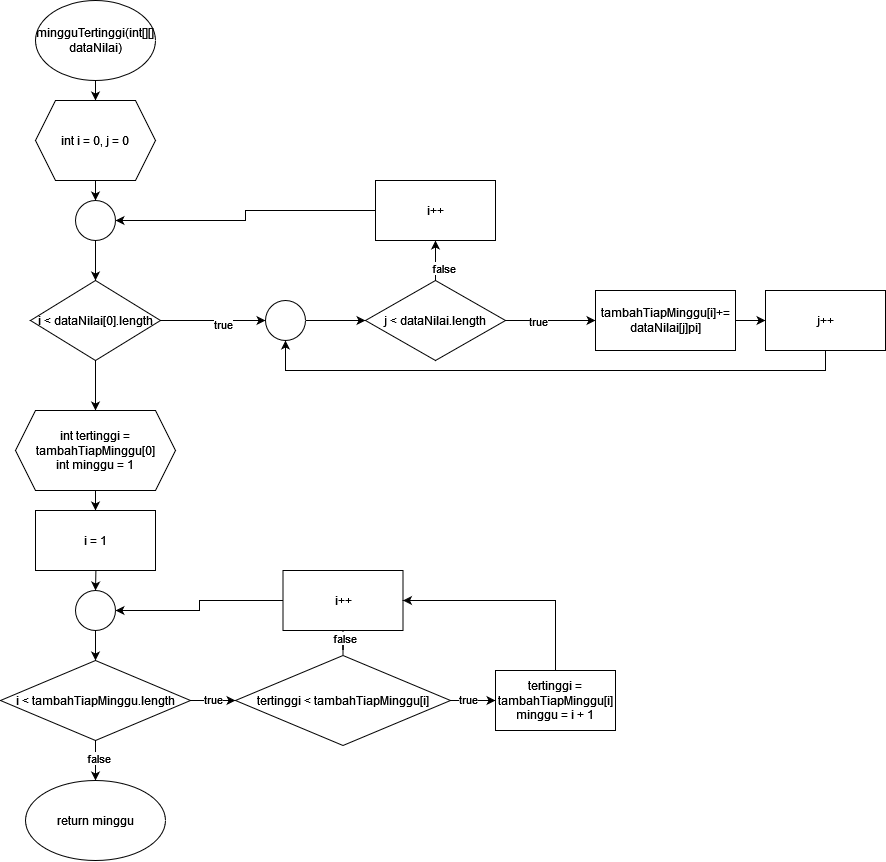 mingguTertinggi(int[][]
dataNilai)
int i = 0, j = 0
i++
false
i < dataNilai[0].length
true
j < dataNilai.length
true
tambahTiapMinggu[i]+=
dataNilai[j]pi]
j++
int tertinggi =
tambahTiapMinggu[0]
int minggu = 1
i = 1
i++
false
i < tambahTiapMinggu.length
true
tertinggi < tambahTiapMinggu[i]
true
tertinggi =
tambahTiapMinggu[i]
minggu = i + 1
false
return minggu